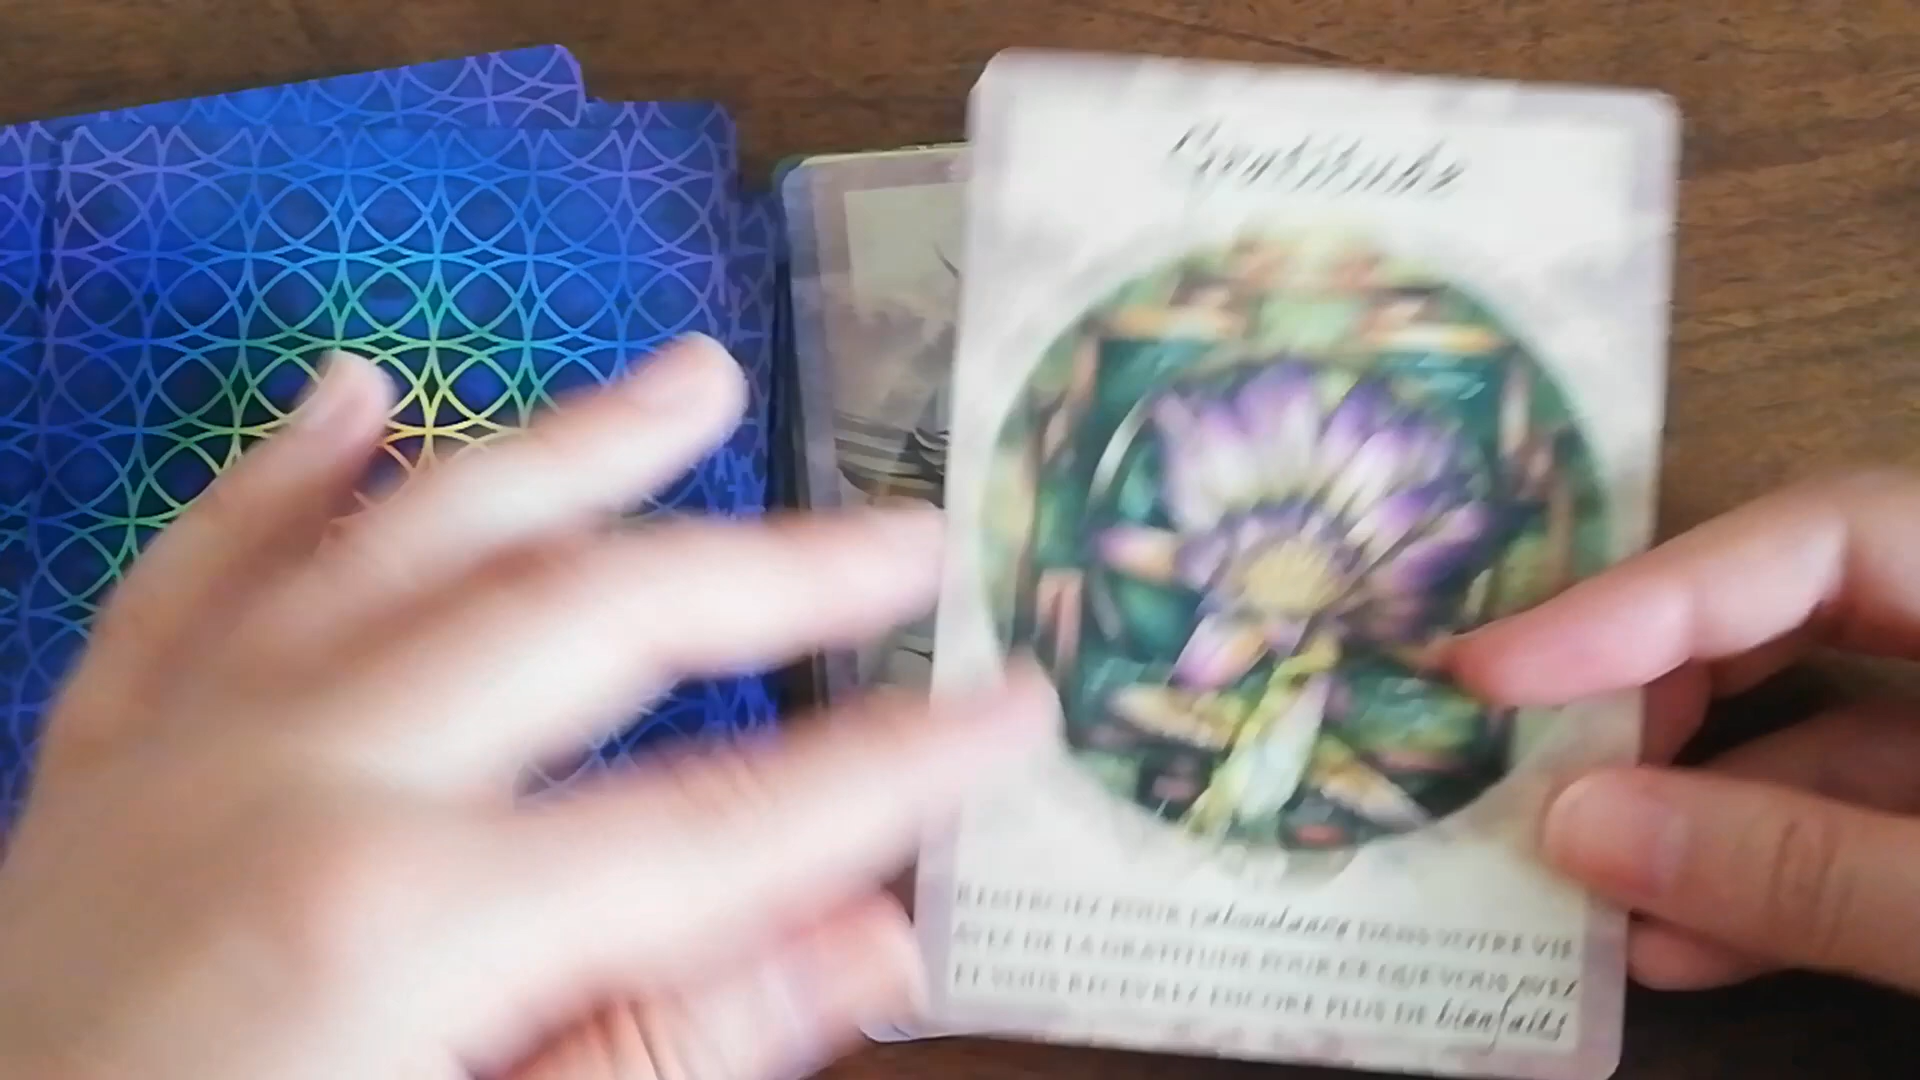 Gratitude
REMERCIEZ POUR l'abondance DANS VOTRE VIE
AYEZ DE LA GRATITUDE POUR CE QUE VOUS AVEZ
ET VOUS RECEVREZ ENCORE PLUS DE bienfaits